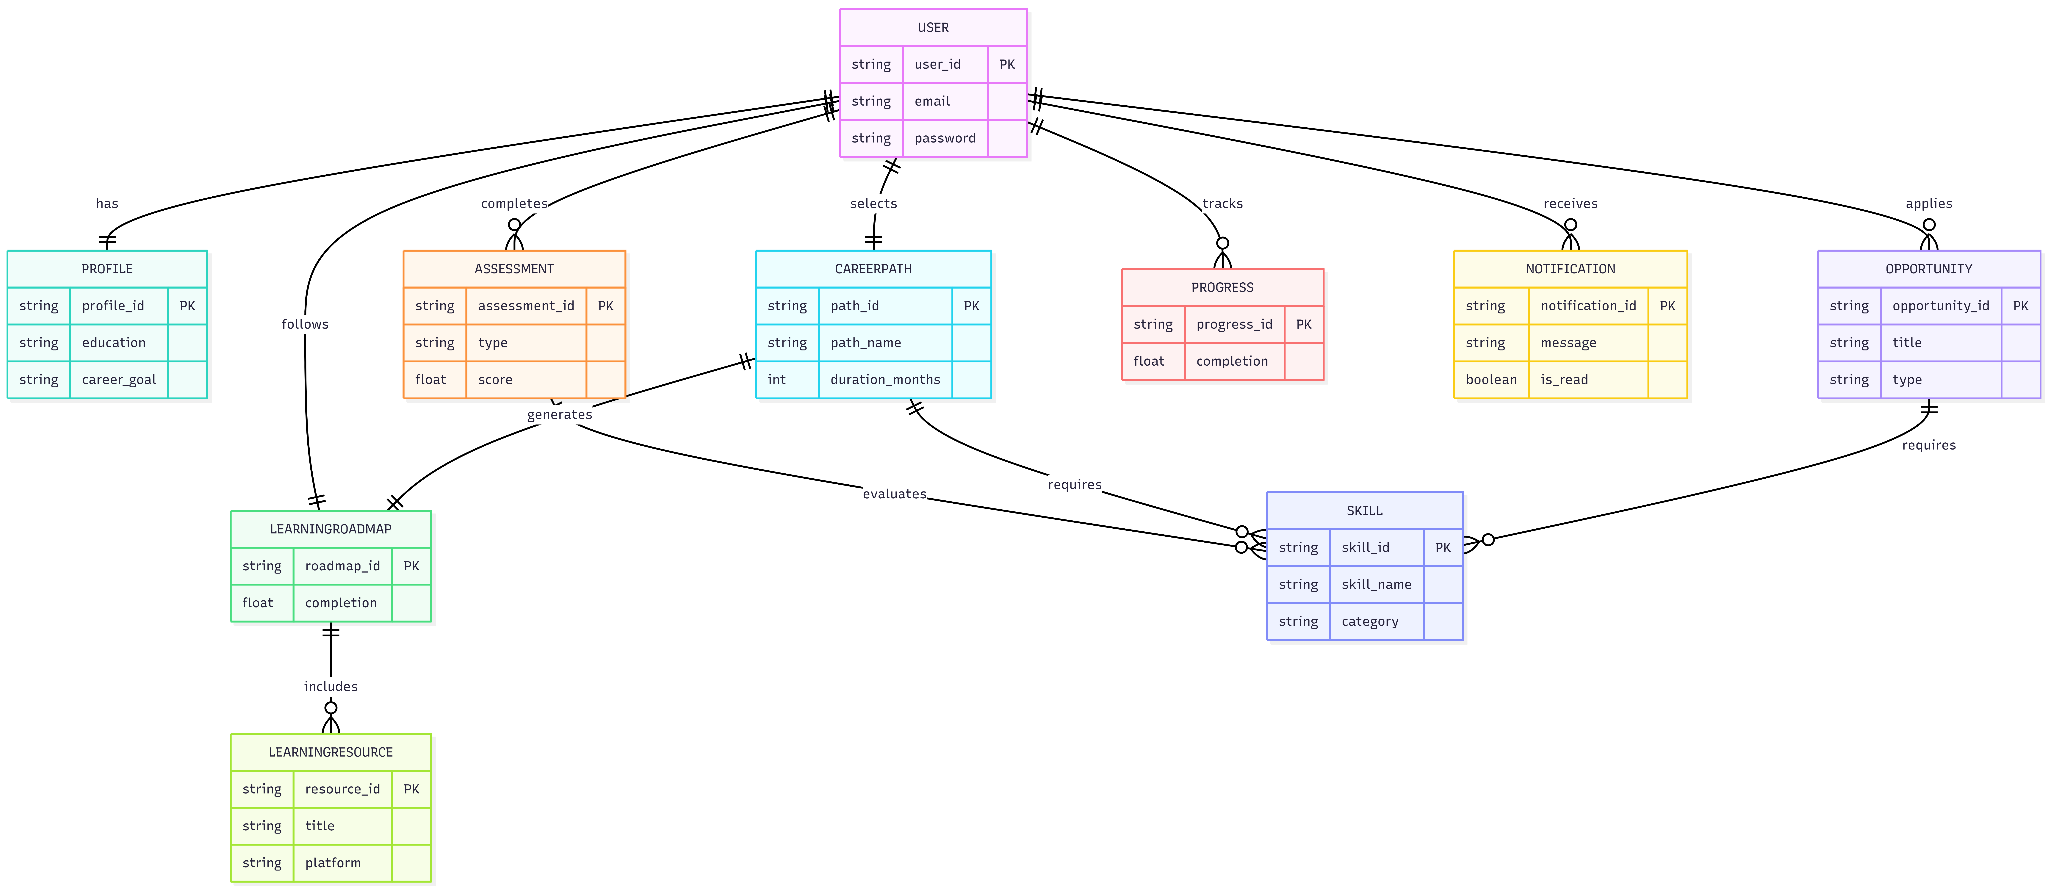 USER
string user_id PK
string email
string password
has
completes
selects
tracks
receives
applies
PROFILE
string profile_id PK
string education
string career_goal
follows
ASSESSMENT
string assessment_id PK
string type
float score
CAREERPATH
string path_id PK
string path_name
int duration_months
PROGRESS
string progress_id PK
float completion
NOTIFICATION
string notification_id PK
string message
boolean is_read
OPPORTUNITY
string opportunity_id PK
string title
string type
generates
evaluates
requires
requires
LEARNINGROADMAP
string roadmap_id PK
float completion
SKILL
string skill_id PK
string skill_name
string category
includes
LEARNINGRESOURCE
string resource_id PK
string title
string platform